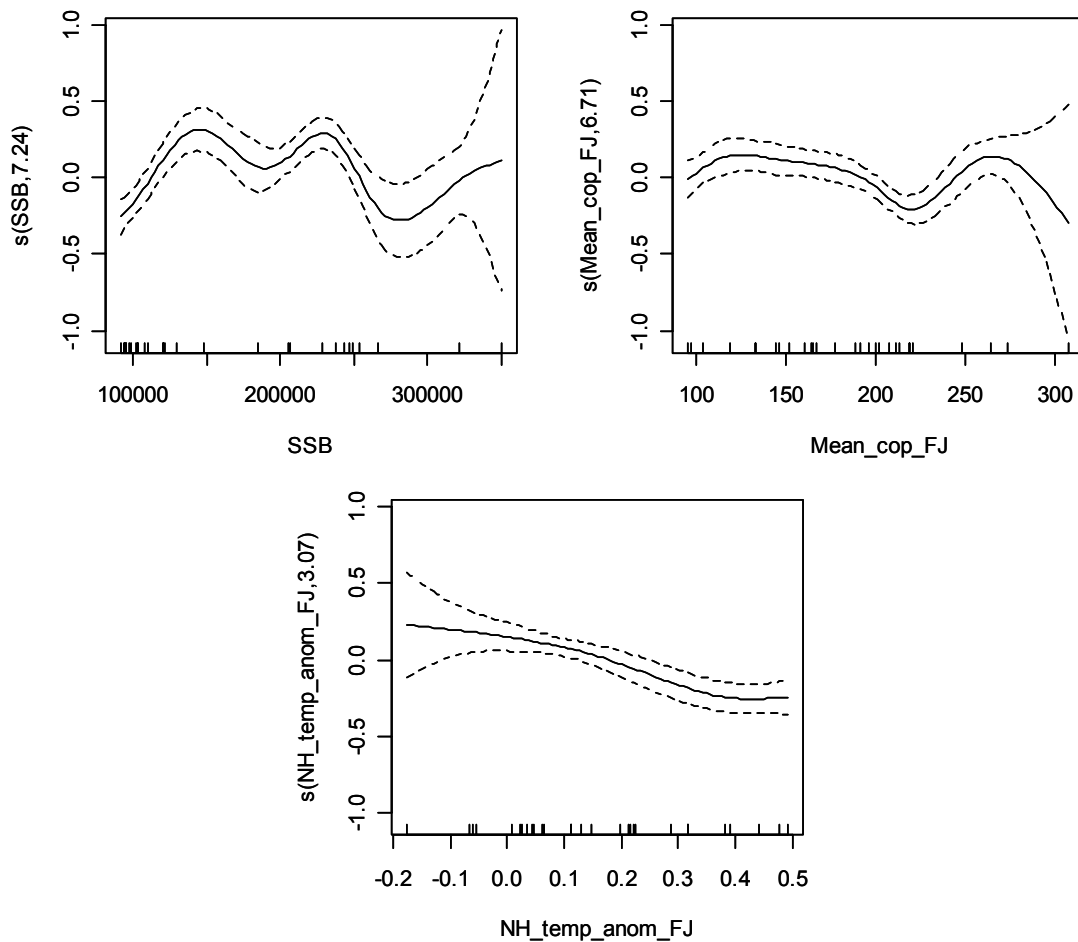 s(SSB,7.24)
1.0
0.5
0.0
-0.5
-1.0
100000 200000 300000
SSB
s(Mean_cop_FJ,6.71)
1.0
0.5
0.0
-0.5
-1.0
100 150 200 250 300
Mean_cop_FJ
s(NH_temp_anom_FJ,3.07)
1.0
0.5
0.0
-0.5
-1.0
-0.2 -0.1 0.0 0.1 0.2 0.3 0.4 0.5
NH_temp_anom_FJ